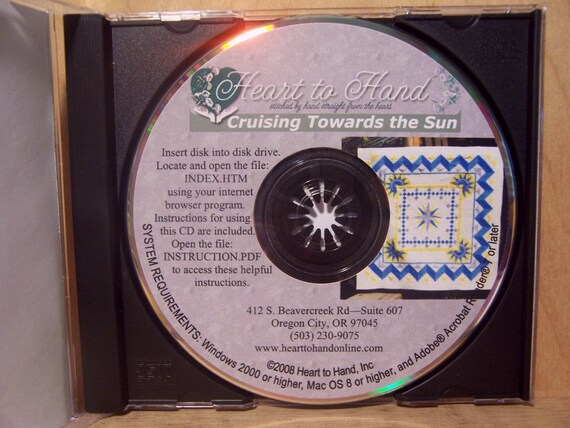 Heart to Hand
stitched by hand straight from the heart
Cruising Towards the Sun
Insert disk into disk drive.
Locate and open the file:
INDEX.HTM
using your internet
browser program.
Instructions for using
this CD are included.
Open the file:
INSTRUCTION.PDF
to access these helpful
instructions.
412 S. Beavercreek Rd—Suite 607
Oregon City, OR 97045
(503) 230-9075
www.hearttohandonline.com
©2008 Heart to Hand, Inc
SYSTEM REQUIREMENTS: Windows 2000 or higher, Mac OS 8 or higher, and Adobe® Acrobat Reader® 7 or later